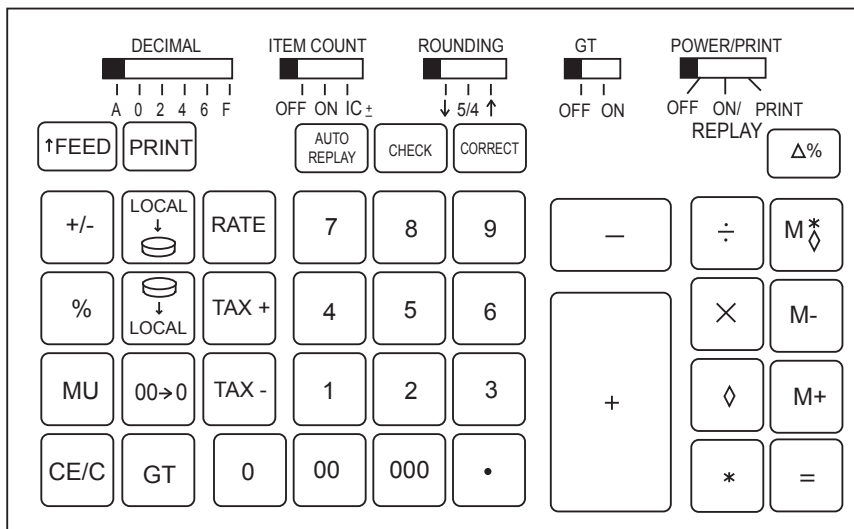 DECIMAL ITEM COUNT ROUNDING GT POWER/PRINT
A 0 2 4 6 F OFF ON IC ± ↓ 5/4 ↑ OFF ON OFF ON/ PRINT
REPLAY
↑FEED PRINT AUTO REPLAY CHECK CORRECT Δ%
+/- LOCAL ↓ RATE 7 8 9 — ÷ M*◊
% ↓ LOCAL TAX + 4 5 6 × M-
MU 00→0 TAX - 1 2 3 + ◊ M+
CE/C GT 0 00 000 • * =